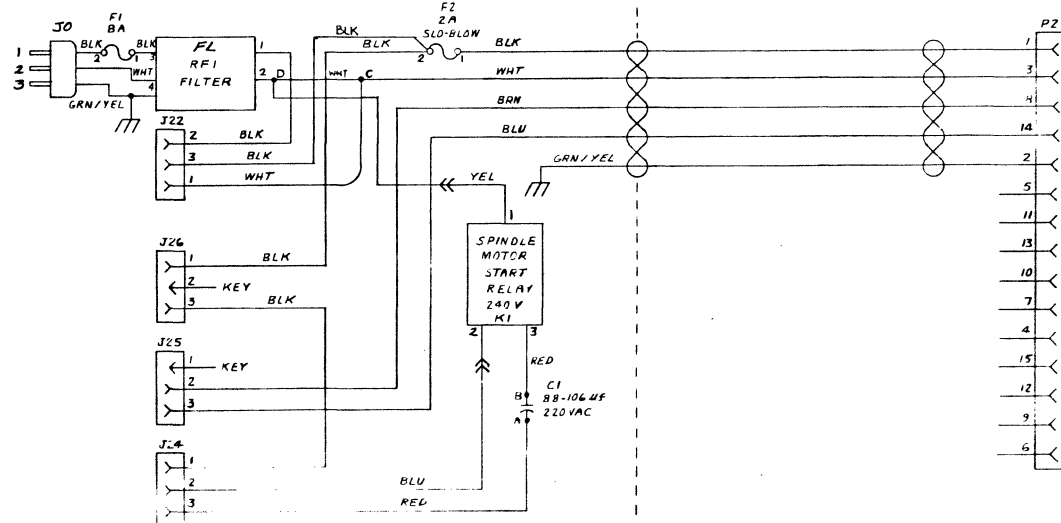 J0
F1
8A
1
BLK
2
1
BLK
3
2
WHT
4
3
GRN/YEL
FL
RFI
FILTER
1
2
D
WHT
C
BLK
BLK
F2
2A
SLO-BLOW
2
1
BLK
WHT
BRN
BLU
GRN/YEL
J22
2
BLK
3
BLK
1
WHT
YEL
1
SPINDLE
MOTOR
START
RELAY
240 V
K1
2
3
RED
B
C1
88-106 uf
220 VAC
A
J26
1
BLK
2
KEY
3
BLK
J25
1
KEY
2
3
J24
1
2
BLU
3
RED
P2
1
3
8
14
2
5
11
13
10
7
4
15
12
9
6